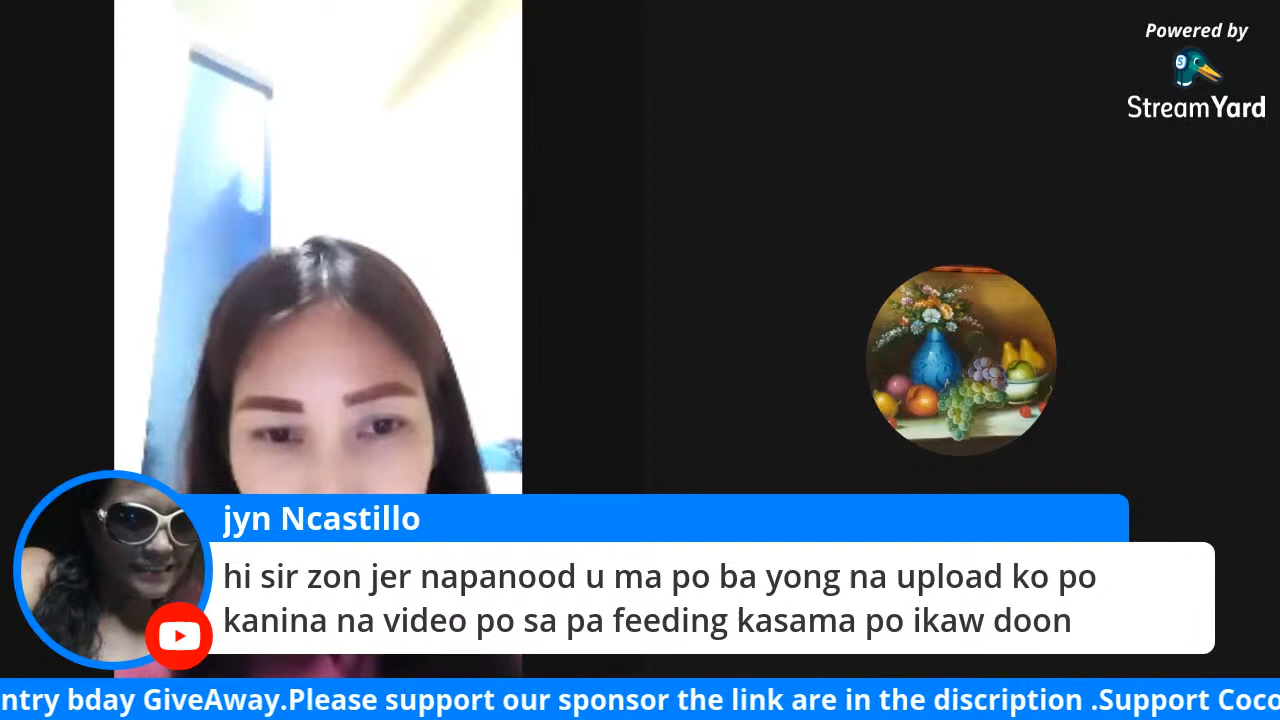 Powered by
StreamYard
jyn Ncastillo
hi sir zon jer napanood u ma po ba yong na upload ko po
kanina na video po sa pa feeding kasama po ikaw doon
ntry bday GiveAway.Please support our sponsor the link are in the discription .Support Coco